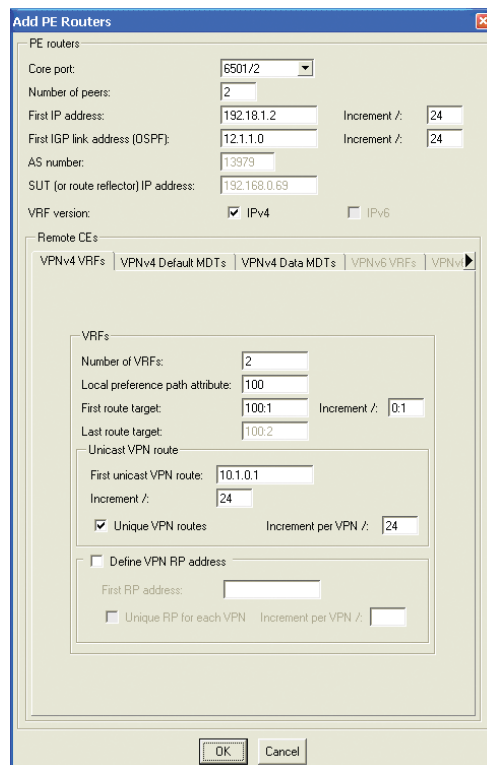 Add PE Routers
PE routers
Core port: 6501/2
Number of peers: 2
First IP address: 192.18.1.2 Increment /: 24
First IGP link address (OSPF): 12.1.1.0 Increment /: 24
AS number: 13979
SUT (or route reflector) IP address: 192.168.0.69
VRF version: IPv4 IPv6
Remote CEs
VPNv4 VRFs VPNv4 Default MDTs VPNv4 Data MDTs VPNv6 VRFs
VRFs
Number of VRFs: 2
Local preference path attribute: 100
First route target: 100:1 Increment /: 0:1
Last route target: 100:2
Unicast VPN route
First unicast VPN route: 10.1.0.1
Increment /: 24
Unique VPN routes Increment per VPN /: 24
Define VPN RP address
First RP address:
Unique RP for each VPN Increment per VPN /:
OK Cancel